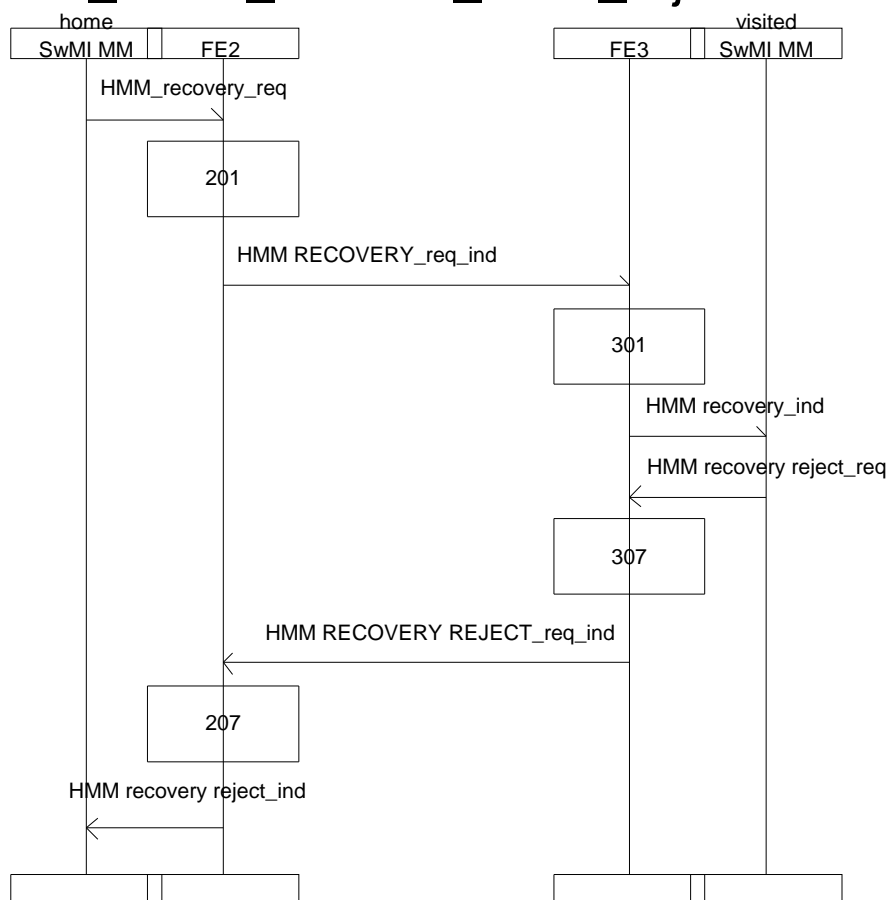 home
visited
SwMI MM
FE2
FE3
SwMI MM
HMM_recovery_req
201
HMM RECOVERY_req_ind
301
HMM recovery_ind
HMM recovery reject_req
307
HMM RECOVERY REJECT_req_ind
207
HMM recovery reject_ind